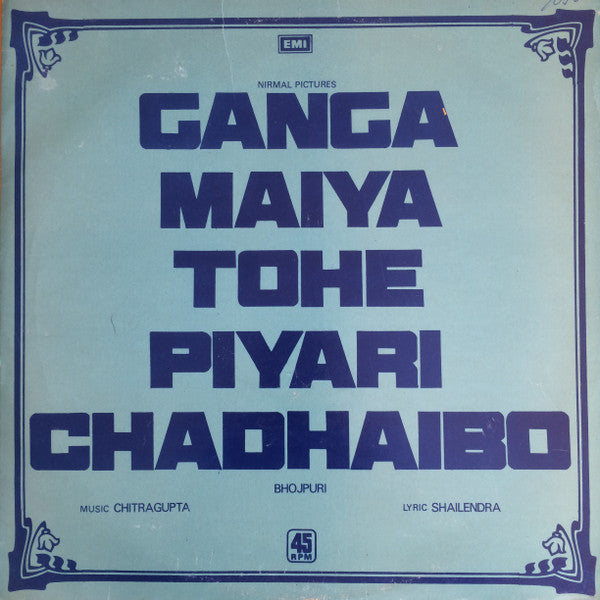 EMI
NIRMAL PICTURES
GANGA
MAIYA
TOHE
PIYARI
CHADHAIBO
BHOJPURI
MUSIC CHITRAGUPTA LYRIC SHAILENDRA
45
RPM